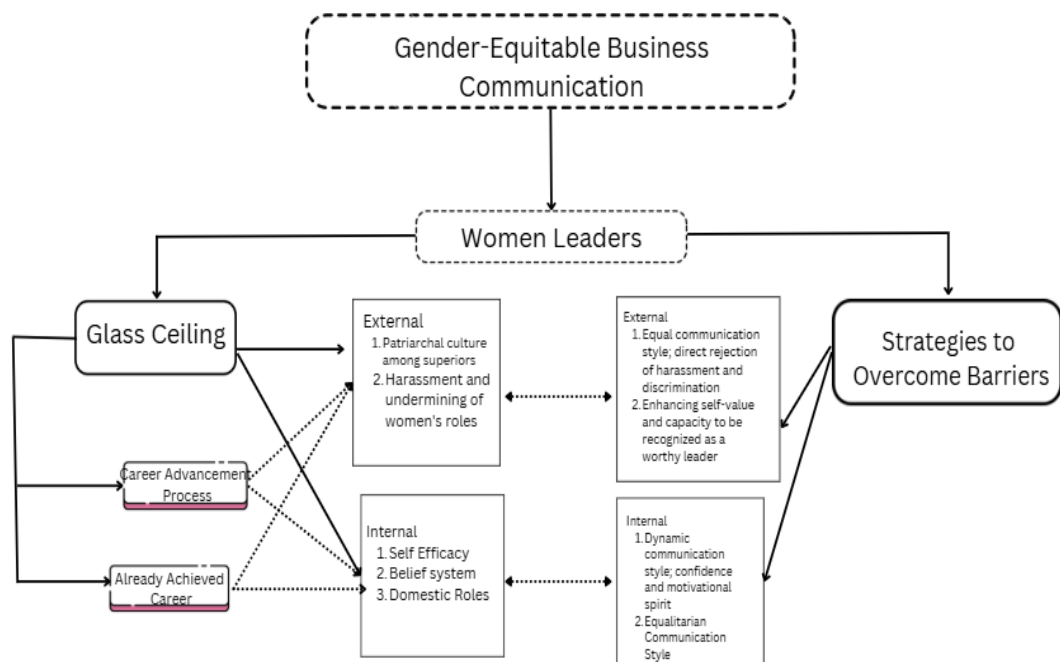 Gender-Equitable Business
Communication
Women Leaders
Glass Ceiling
External
1. Patriarchal culture
among superiors
2. Harassment and
undermining of
women's roles
External
1. Equal communication
style; direct rejection
of harassment and
discrimination
2. Enhancing self-value
and capacity to be
recognized as a
worthy leader
Strategies to
Overcome Barriers
Career Advancement
Process
Already Achieved
Career
Internal
1. Self Efficacy
2. Belief system
3. Domestic Roles
Internal
1. Dynamic
communication
style; confidence
and motivational
spirit
2. Equalitarian
Communication
Style